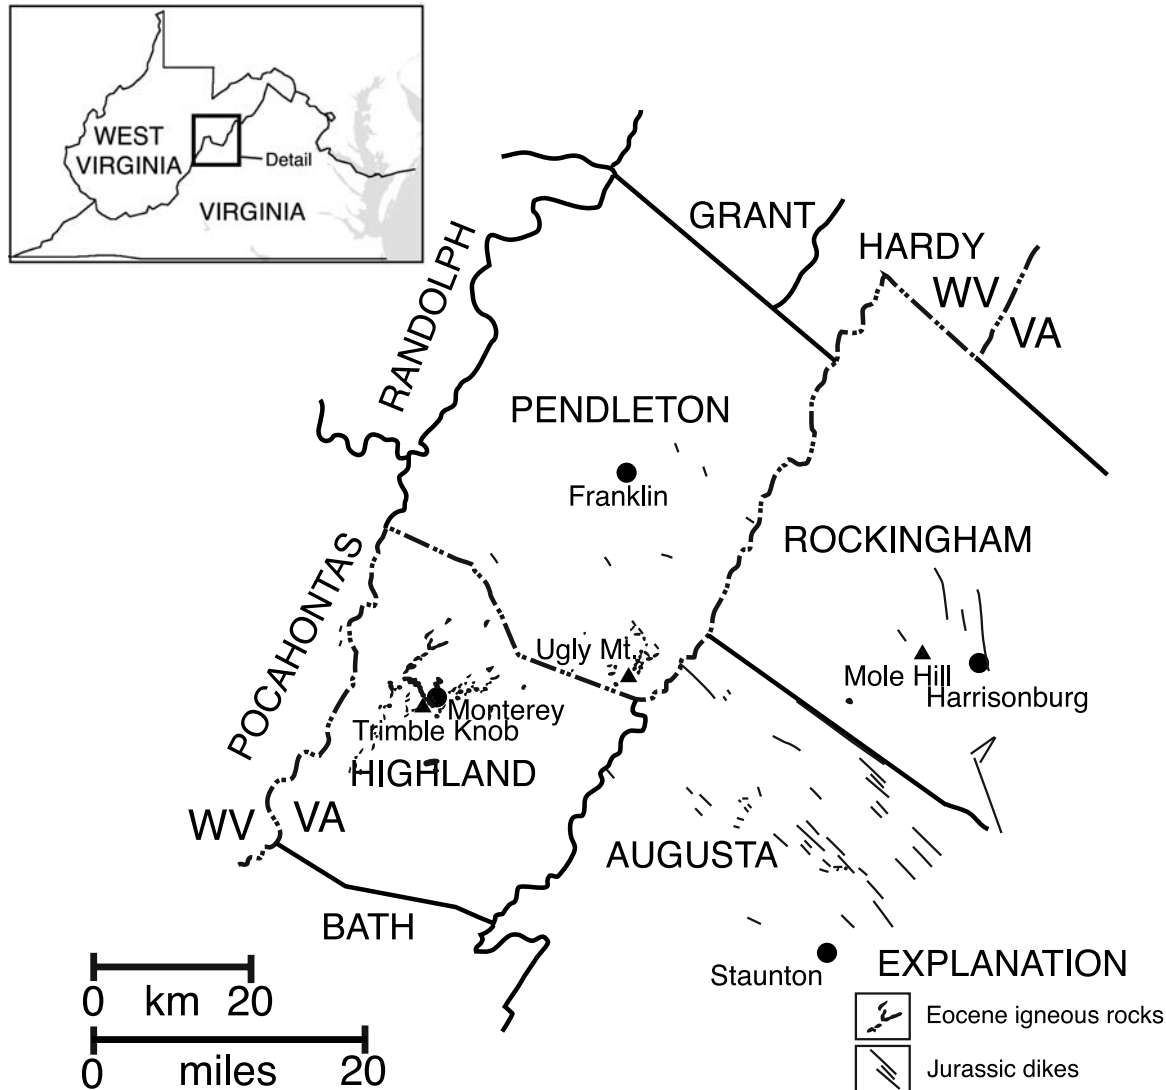 WEST
VIRGINIA
Detail
VIRGINIA
RANDOLPH
GRANT
HARDY
WV
VA
PENDLETON
Franklin
ROCKINGHAM
POCAHONTAS
Ugly Mt.
Mole Hill
Harrisonburg
Monterey
Trimble Knob
HIGHLAND
WV
VA
AUGUSTA
BATH
Staunton
EXPLANATION
Eocene igneous rocks
Jurassic dikes
0 km 20
0 miles 20